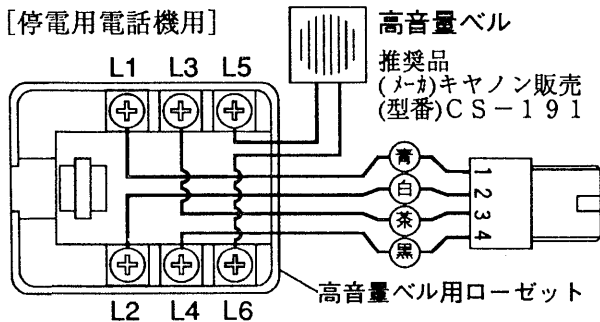 [停電用電話機用]
高音量ベル
推奨品
(メーカ)キヤノン販売
(型番)CS－191
L1 L3 L5
青
白
茶
黒
1
2
3
4
L2 L4 L6
高音量ベル用ローゼット